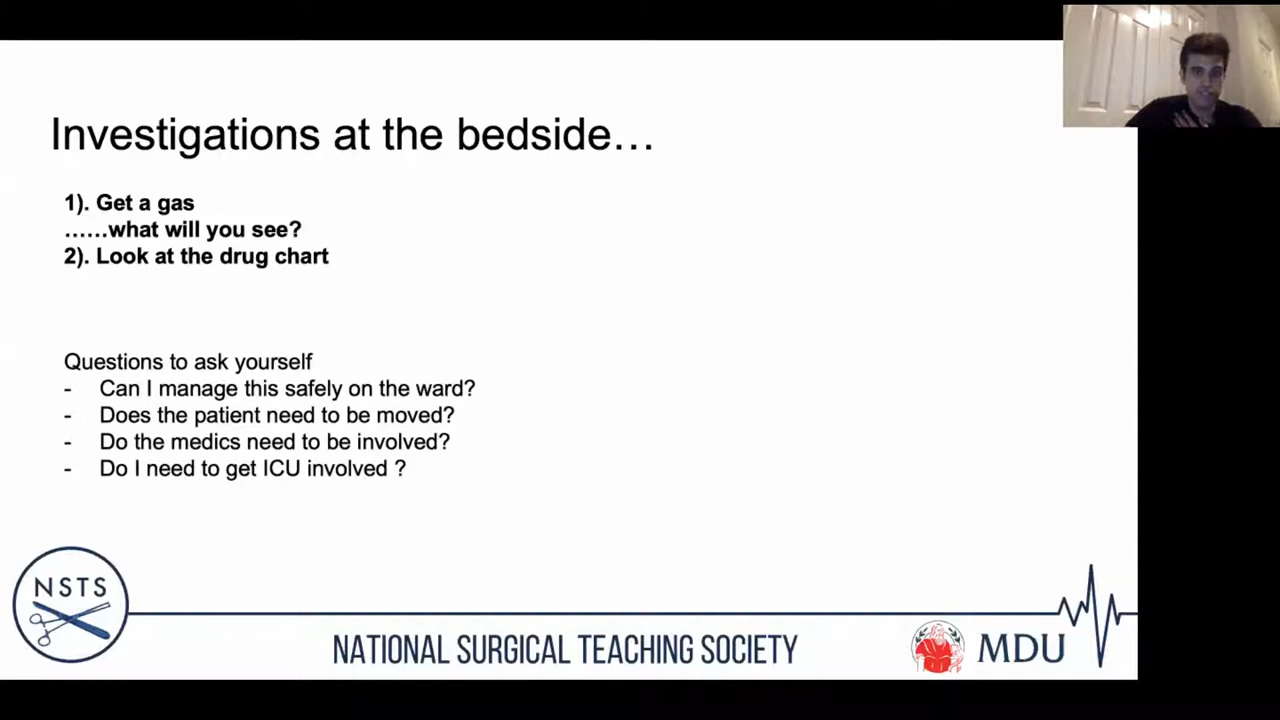 Investigations at the bedside…
1). Get a gas
……what will you see?
2). Look at the drug chart
Questions to ask yourself
- Can I manage this safely on the ward?
- Does the patient need to be moved?
- Do the medics need to be involved?
- Do I need to get ICU involved ?
NSTS
NATIONAL SURGICAL TEACHING SOCIETY
MDU